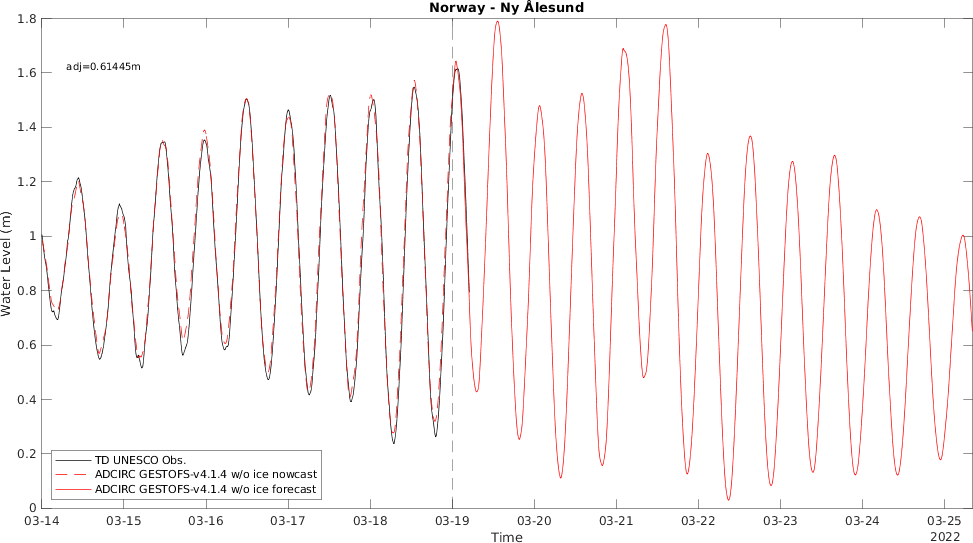 Norway - Ny Ålesund
1.8
adj=0.61445m
1.6
1.4
1.2
1
0.8
0.6
0.4
0.2
0
Water Level (m)
TD UNESCO Obs.
ADCIRC GESTOFS-v4.1.4 w/o ice nowcast
ADCIRC GESTOFS-v4.1.4 w/o ice forecast
03-14 03-15 03-16 03-17 03-18 03-19 03-20 03-21 03-22 03-23 03-24 03-25
Time
2022